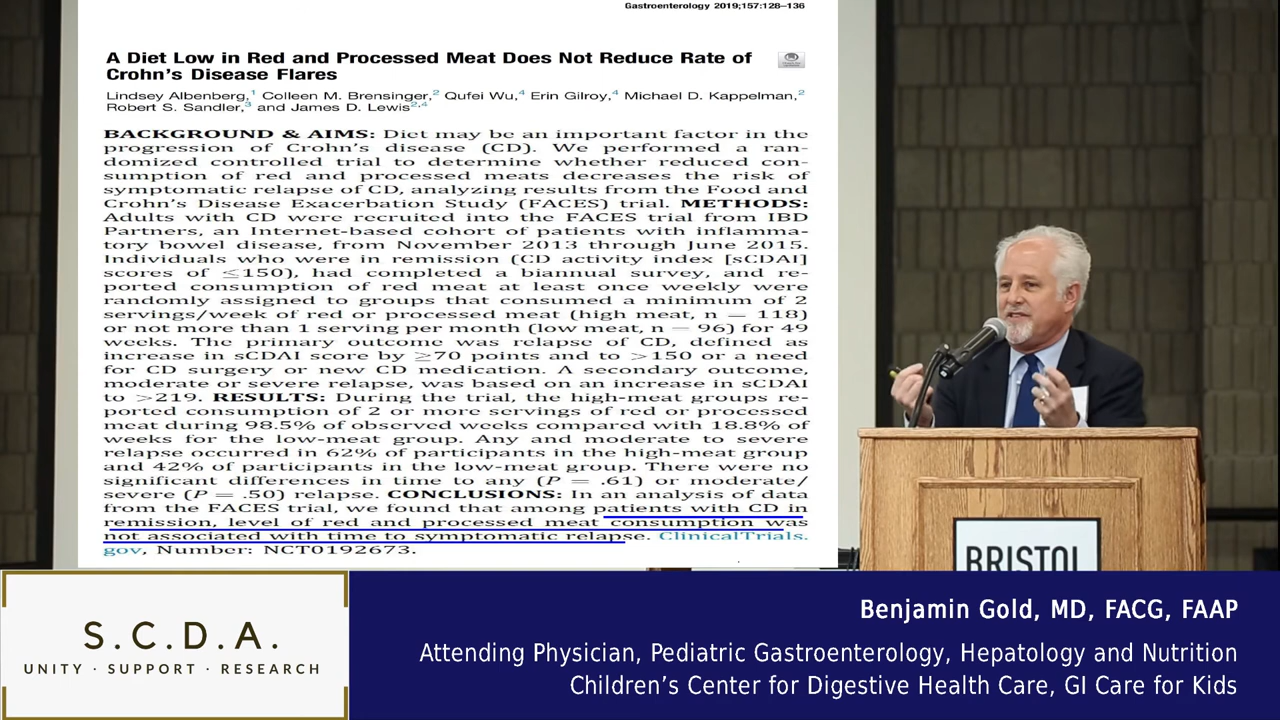 Gastroenterology 2019;157:128–136
A Diet Low in Red and Processed Meat Does Not Reduce Rate of
Crohn's Disease Flares
Lindsey Albenberg,1 Colleen M. Brensinger,2 Qufei Wu,4 Erin Gilroy,4 Michael D. Kappelman,2
Robert S. Sandler,3 and James D. Lewis2,4
BACKGROUND & AIMS: Diet may be an important factor in the
progression of Crohn's disease (CD). We performed a ran-
domized controlled trial to determine whether reduced con-
sumption of red and processed meats decreases the risk of
symptomatic relapse of CD, analyzing results from the Food and
Crohn's Disease Exacerbation Study (FACES) trial. METHODS:
Adults with CD were recruited into the FACES trial from IBD
Partners, an Internet-based cohort of patients with inflamma-
tory bowel disease, from November 2013 through June 2015.
Individuals who were in remission (CD activity index [sCDAI]
scores of ≤150), had completed a biannual survey, and re-
ported consumption of red meat at least once weekly were
randomly assigned to groups that consumed a minimum of 2
servings/week of red or processed meat (high meat, n = 118)
or not more than 1 serving per month (low meat, n = 96) for 49
weeks. The primary outcome was relapse of CD, defined as
increase in sCDAI score by ≥70 points and to >150 or a need
for CD surgery or new CD medication. A secondary outcome,
moderate or severe relapse, was based on an increase in sCDAI
to >219. RESULTS: During the trial, the high-meat groups re-
ported consumption of 2 or more servings of red or processed
meat during 98.5% of observed weeks compared with 18.8% of
weeks for the low-meat group. Any and moderate to severe
relapse occurred in 62% of participants in the high-meat group
and 42% of participants in the low-meat group. There were no
significant differences in time to any (P = .61) or moderate/
severe (P = .50) relapse. CONCLUSIONS: In an analysis of data
from the FACES trial, we found that among patients with CD in
remission, level of red and processed meat consumption was
not associated with time to symptomatic relapse. ClinicalTrials.
gov, Number: NCT0192673.
BRISTOL
S.C.D.A.
UNITY · SUPPORT · RESEARCH
Benjamin Gold, MD, FACG, FAAP
Attending Physician, Pediatric Gastroenterology, Hepatology and Nutrition
Children's Center for Digestive Health Care, GI Care for Kids